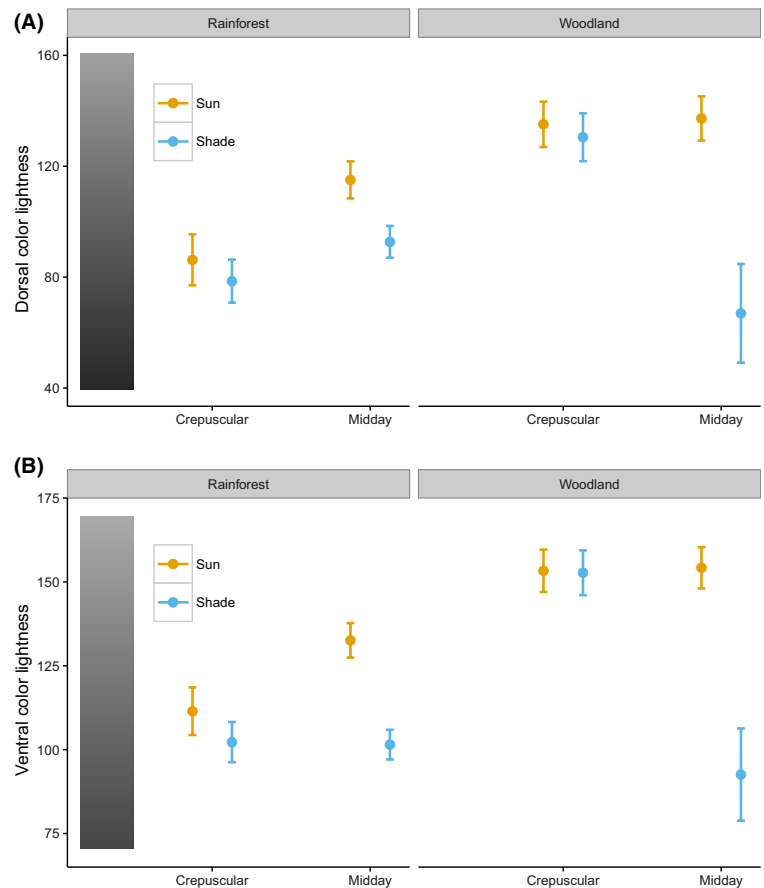 (A)
Rainforest
Woodland
Dorsal color lightness
160
120
80
40
Sun
Shade
Crepuscular
Midday
Crepuscular
Midday
(B)
Rainforest
Woodland
Ventral color lightness
175
150
125
100
75
Sun
Shade
Crepuscular
Midday
Crepuscular
Midday